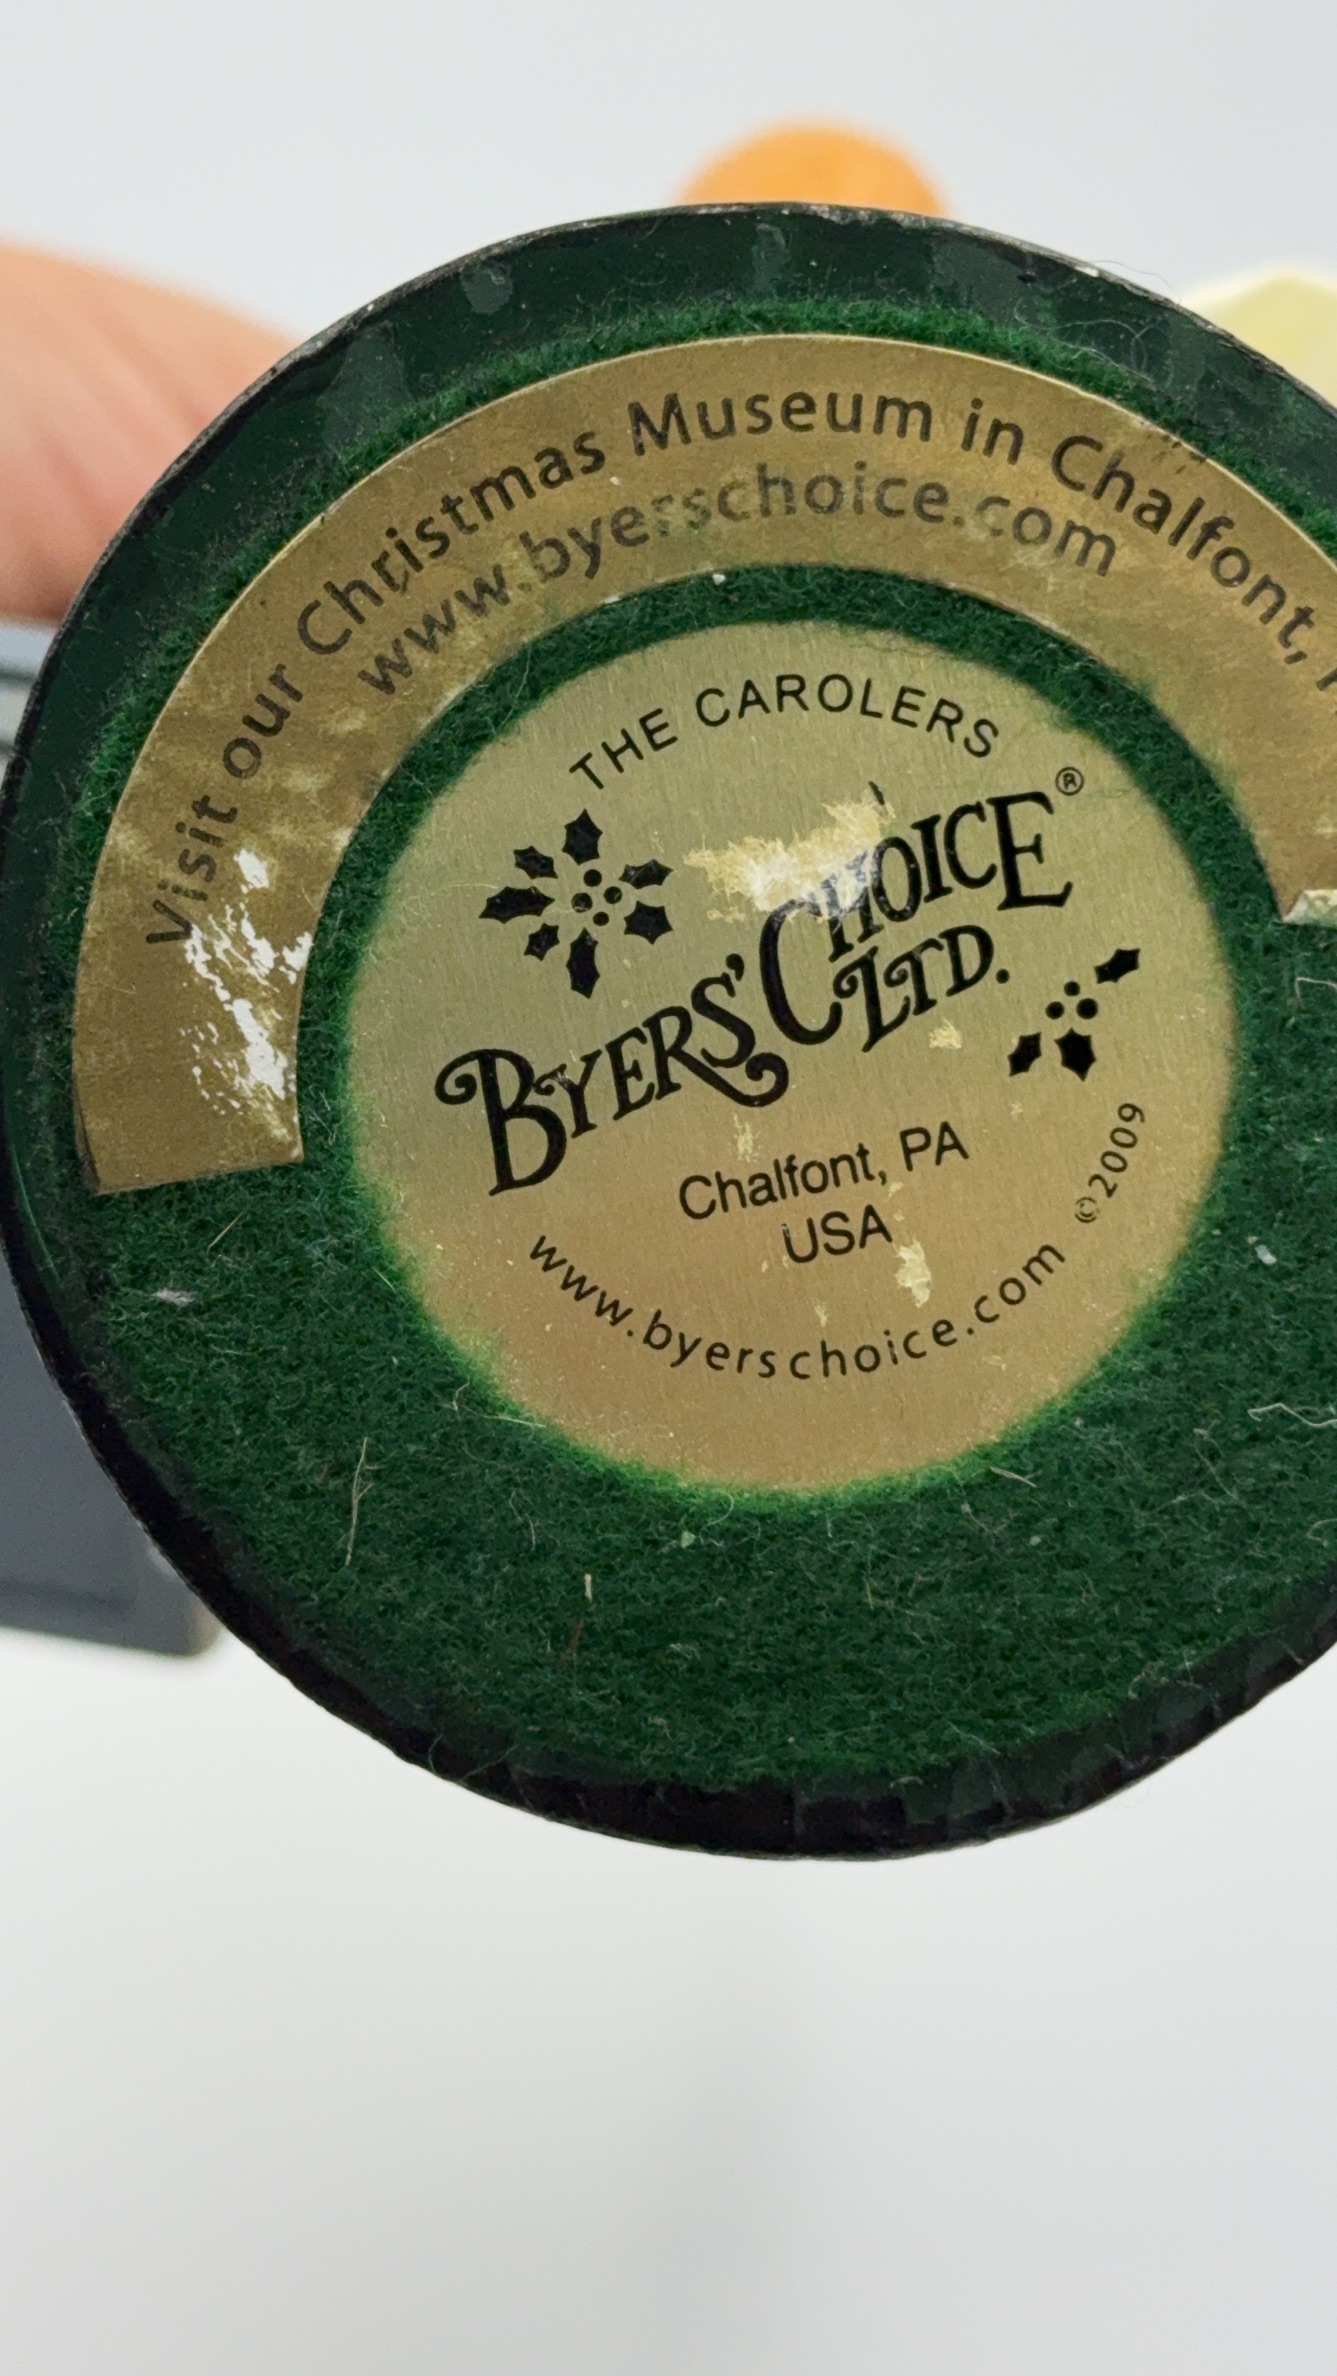 Visit our Christmas Museum in Chalfont,
www.byerschoice.com
THE CAROLERS
BYERS' CHOICE LTD.®
Chalfont, PA
USA
www.byerschoice.com ©2009